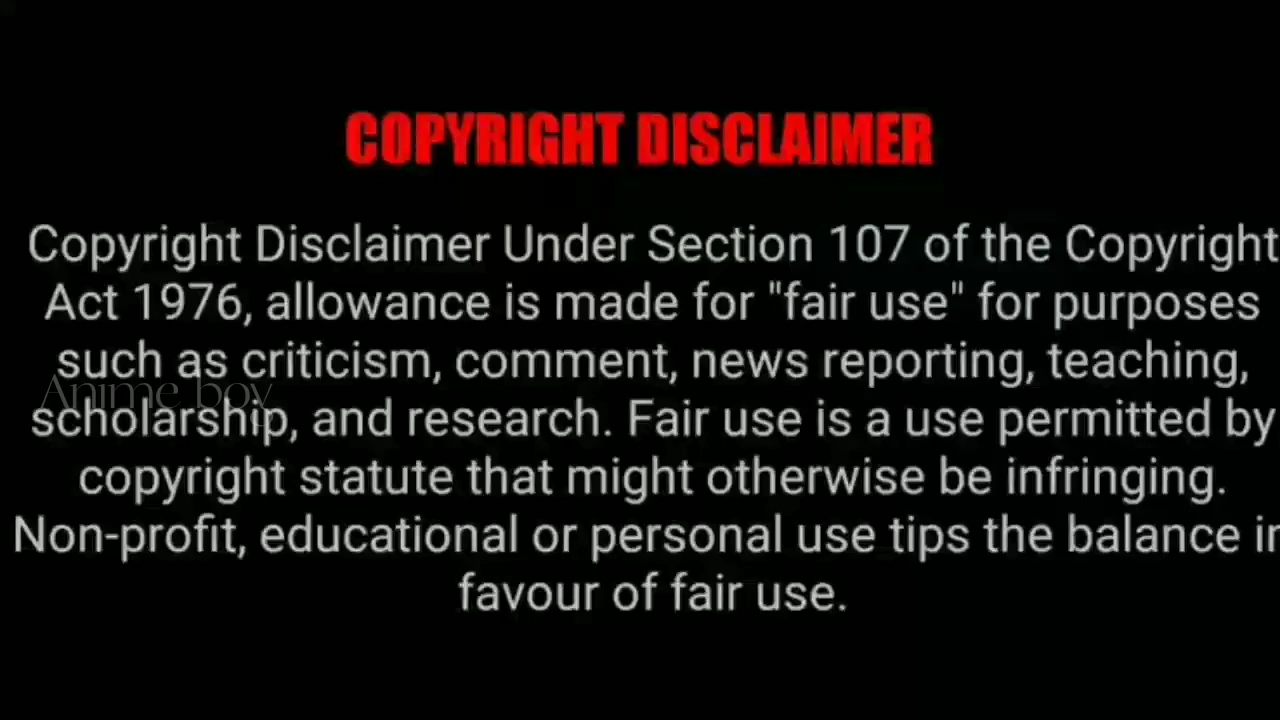 COPYRIGHT DISCLAIMER
Copyright Disclaimer Under Section 107 of the Copyright
Act 1976, allowance is made for "fair use" for purposes
such as criticism, comment, news reporting, teaching,
Anime boy
scholarship, and research. Fair use is a use permitted by
copyright statute that might otherwise be infringing.
Non-profit, educational or personal use tips the balance in
favour of fair use.